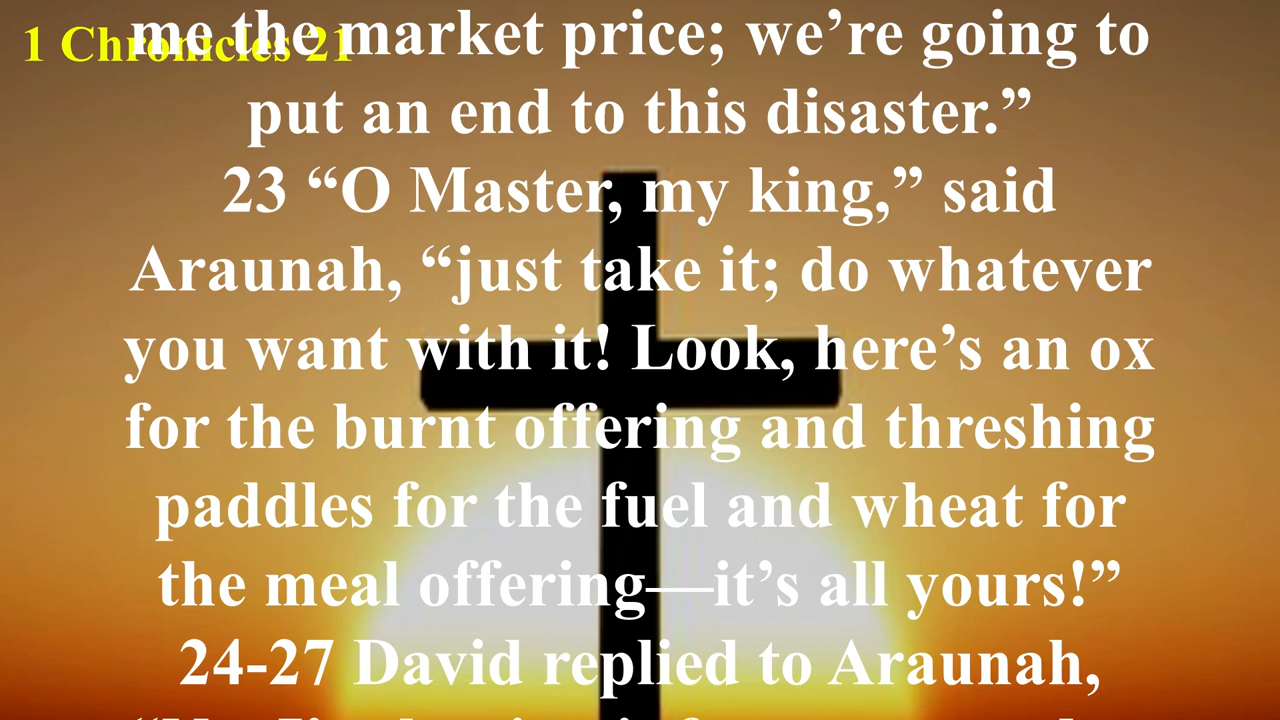 1 Chronicles 21
me the market price; we’re going to
put an end to this disaster.”
23 “O Master, my king,” said
Araunah, “just take it; do whatever
you want with it! Look, here’s an ox
for the burnt offering and threshing
paddles for the fuel and wheat for
the meal offering—it’s all yours!”
24-27 David replied to Araunah,